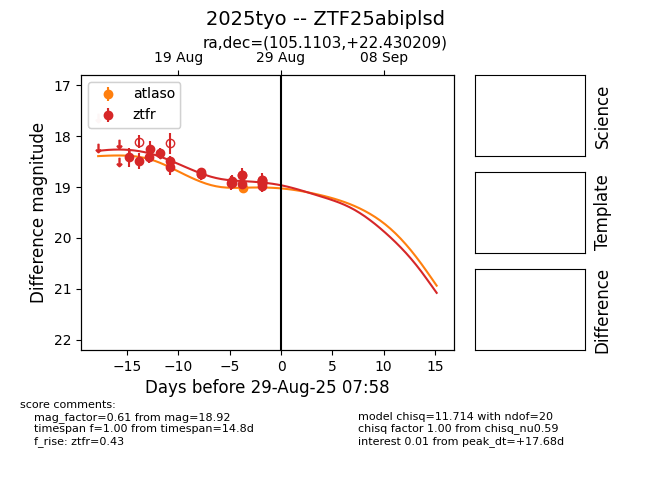 2025tyo -- ZTF25abiplsd
ra,dec=(105.1103,+22.430209)
19 Aug 29 Aug 08 Sep
atlaso
ztfr
17
18
19
20
21
22
Difference magnitude
−15 −10 −5 0 5 10 15
Days before 29-Aug-25 07:58
Science
Template
Difference
score comments:
mag_factor=0.61 from mag=18.92
timespan f=1.00 from timespan=14.8d
f_rise: ztfr=0.43
model chisq=11.714 with ndof=20
chisq factor 1.00 from chisq_nu0.59
interest 0.01 from peak_dt=+17.68d